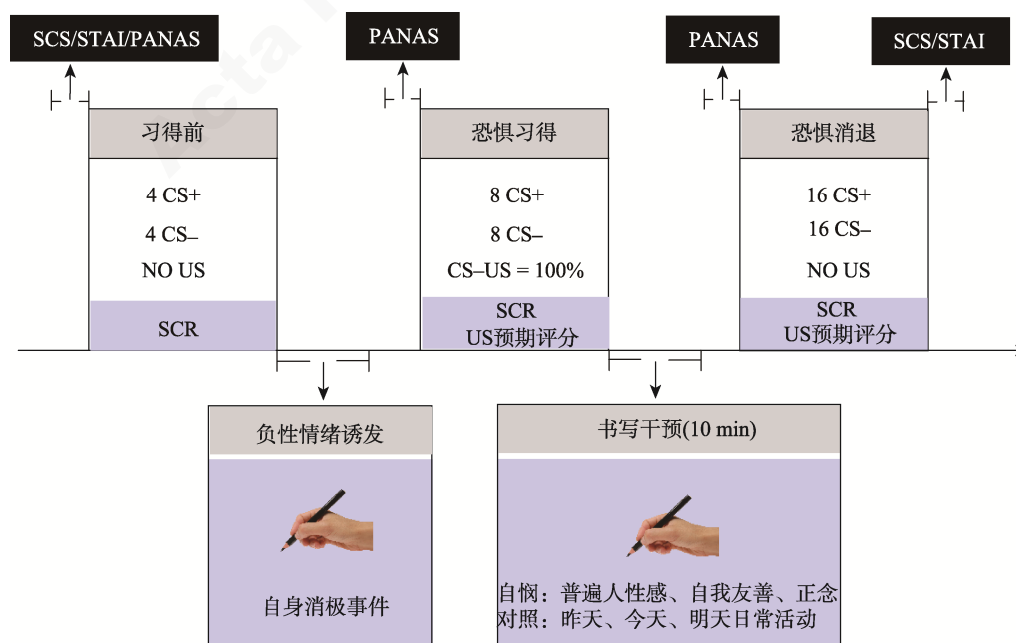 SCS/STAI/PANAS
PANAS
PANAS
SCS/STAI
习得前
4 CS+
4 CS–
NO US
SCR
恐惧习得
8 CS+
8 CS–
CS–US = 100%
SCR
US预期评分
恐惧消退
16 CS+
16 CS–
NO US
SCR
US预期评分
负性情绪诱发
自身消极事件
书写干预(10 min)
自悯：普遍人性感、自我友善、正念
对照：昨天、今天、明天日常活动
Acta